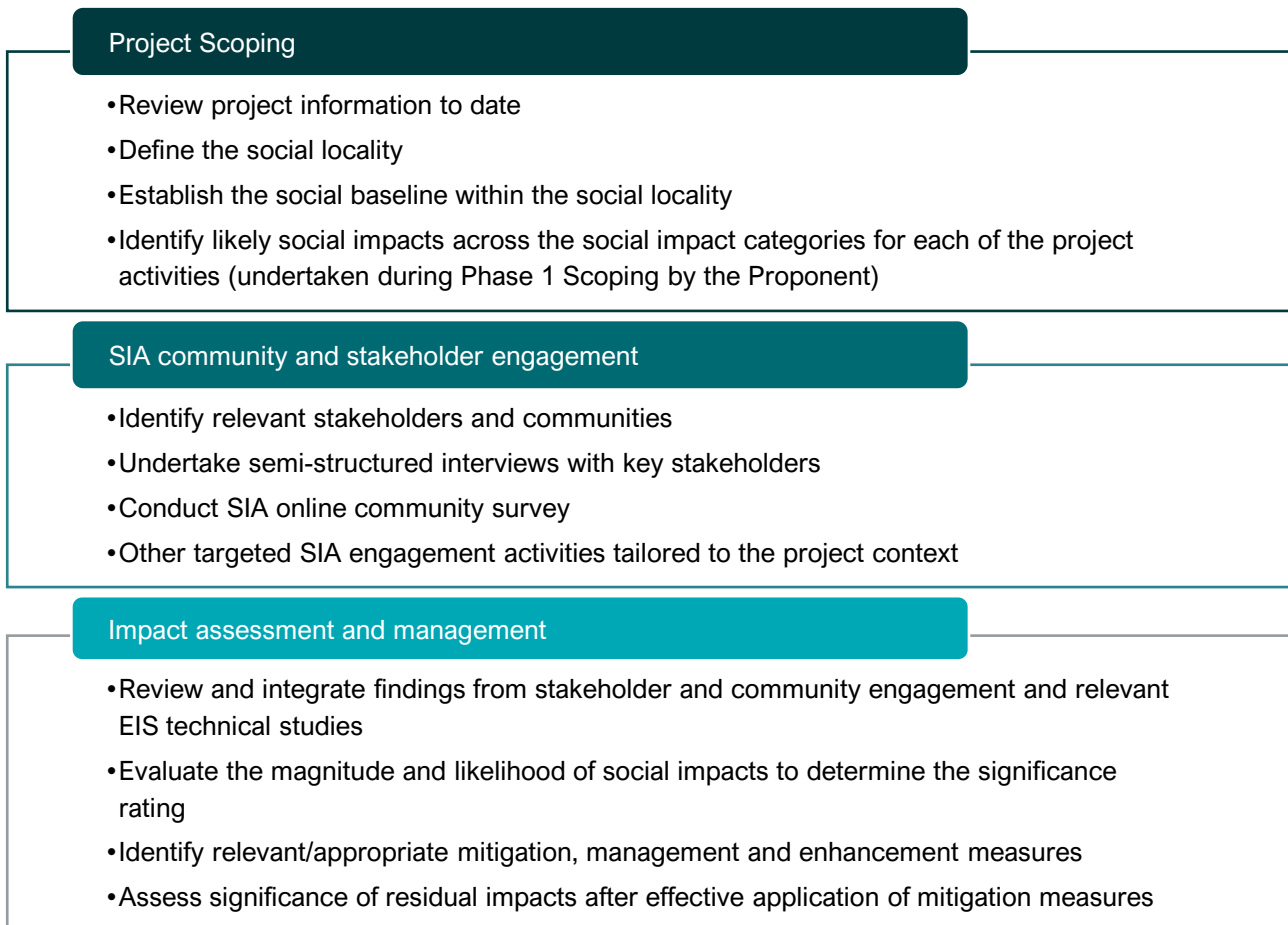 Project Scoping
•Review project information to date
•Define the social locality
•Establish the social baseline within the social locality
•Identify likely social impacts across the social impact categories for each of the project
activities (undertaken during Phase 1 Scoping by the Proponent)
SIA community and stakeholder engagement
•Identify relevant stakeholders and communities
•Undertake semi-structured interviews with key stakeholders
•Conduct SIA online community survey
•Other targeted SIA engagement activities tailored to the project context
Impact assessment and management
•Review and integrate findings from stakeholder and community engagement and relevant
EIS technical studies
•Evaluate the magnitude and likelihood of social impacts to determine the significance
rating
•Identify relevant/appropriate mitigation, management and enhancement measures
•Assess significance of residual impacts after effective application of mitigation measures